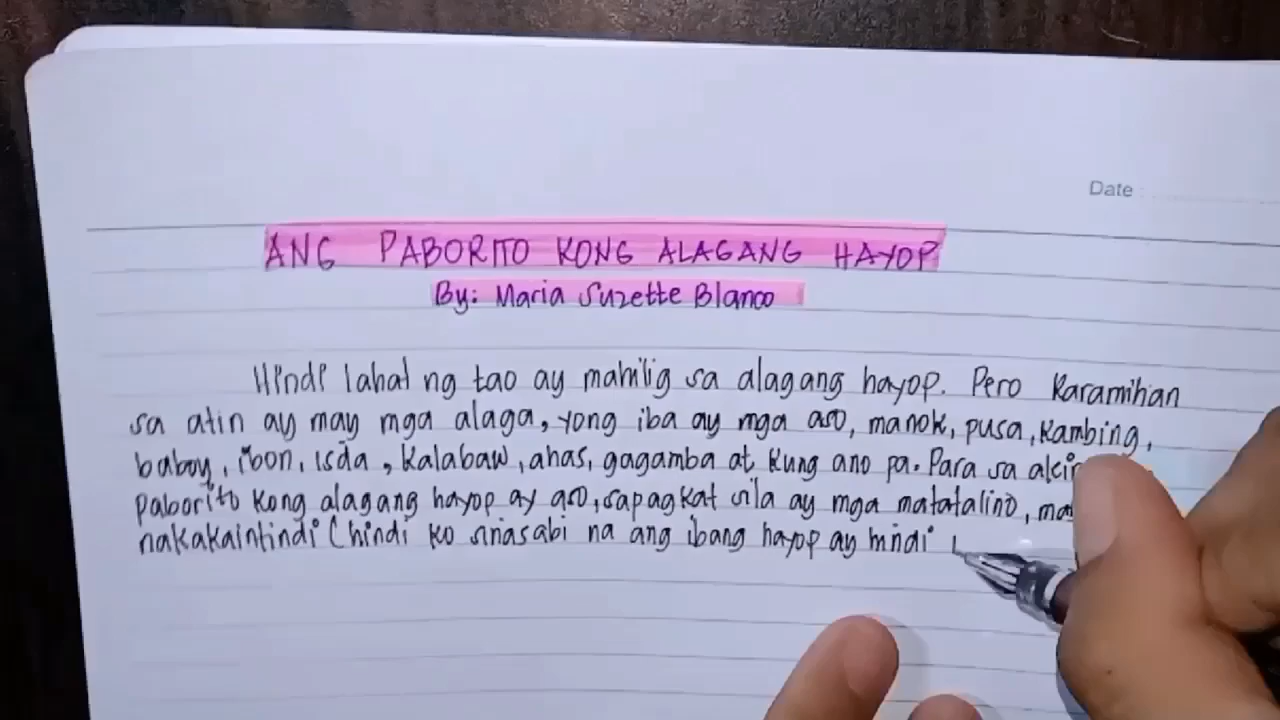 Date
ANG PABORITO KONG ALAGANG HAYOP
By: Maria Suzette Blanco
Hindi lahat ng tao ay mahilig sa alagang hayop. Pero karamihan
sa atin ay may mga alaga, yong iba ay mga aso, manok, pusa, kambing,
baboy, ibon, isda, kalabaw, ahas, gagamba at kung ano pa. Para sa
paborito kong alagang hayop ay aso, sapagkat sila ay mga matatalino,
nakakaintindi (hindi ko sinasabi na ang ibang hayop ay hindi